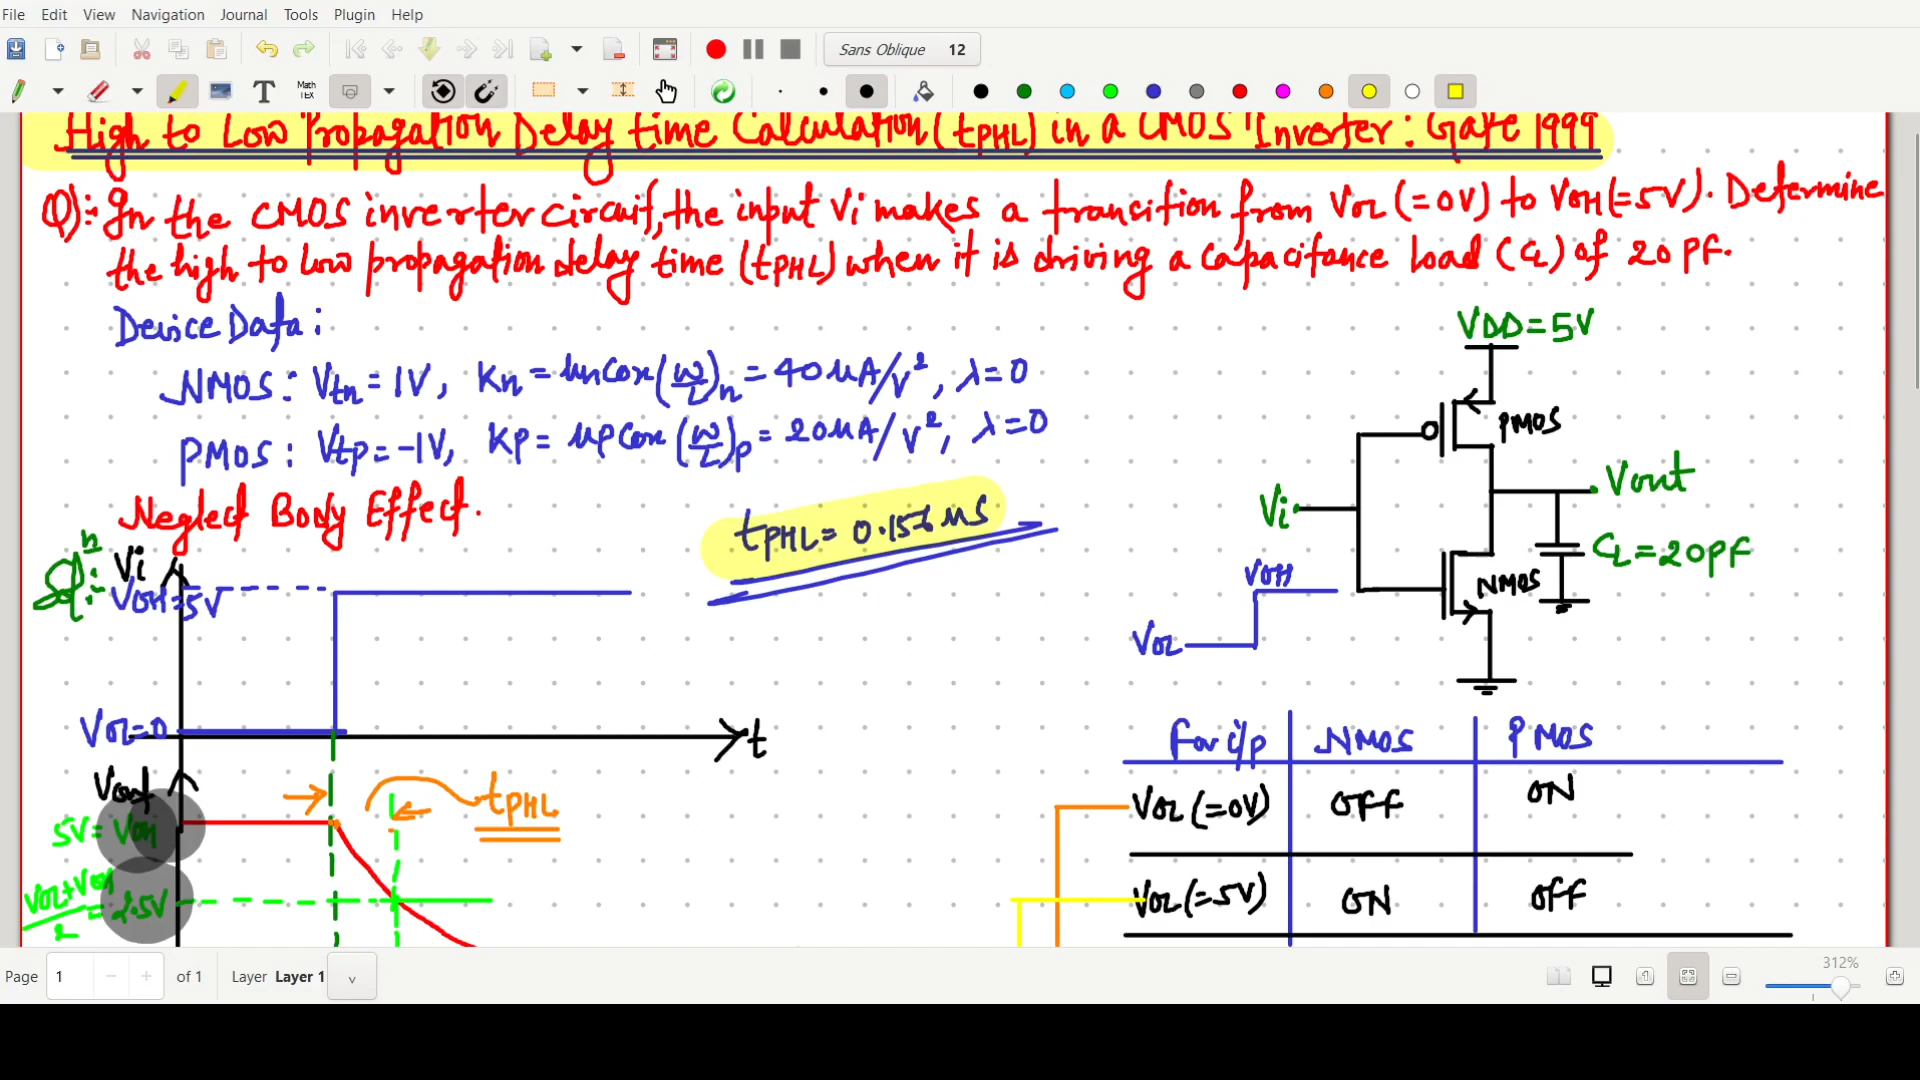 File Edit View Navigation Journal Tools Plugin Help
Sans Oblique 12
T Math TEX
High to Low Propagation Delay time Calculation (tPHL) in a CMOS Inverter: Gate 1999
Q):- In the CMOS inverter circuit, the input Vi makes a transition from VOL (=0V) to VOH (=5V). Determine
the high to low propagation delay time (tPHL) when it is driving a capacitance load (CL) of 20 PF.
Device Data:
NMOS: Vtn = 1V, Kn = μnCox(W/L)n = 40μA/V², λ=0
PMOS: Vtp = -1V, Kp = μpCox(W/L)p = 20μA/V², λ=0
Neglect Body Effect.
tPHL = 0.156 μs
VDD = 5V
PMOS
Vout
Vi
CL = 20pF
NMOS
VOH
VOL
Soln:
Vi
VOH = 5V
VOL = 0
t
Vout
5V = VOH
tPHL
VOL + VOH / 2 = 2.5V
For i/p NMOS PMOS
VOL (=0V) OFF ON
VOL (=5V) ON OFF
Page 1 of 1 Layer Layer 1
312%